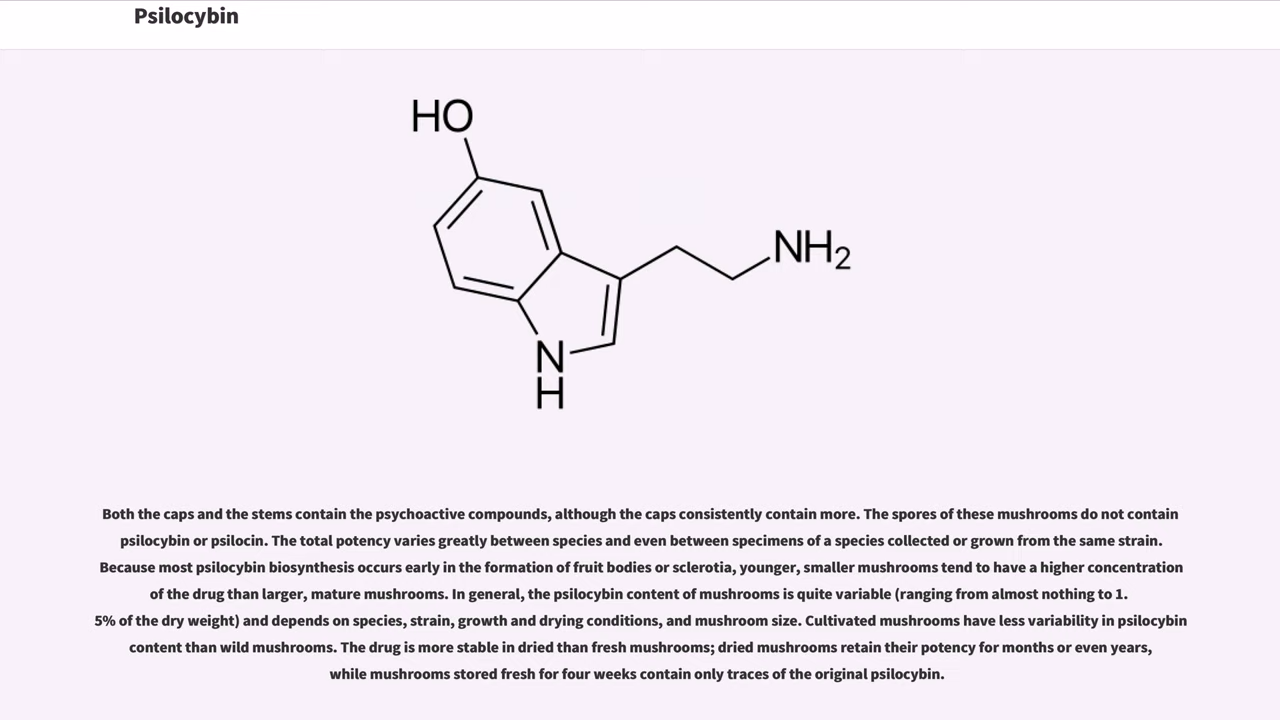 Psilocybin
HO
NH2
N
H
Both the caps and the stems contain the psychoactive compounds, although the caps consistently contain more. The spores of these mushrooms do not contain
psilocybin or psilocin. The total potency varies greatly between species and even between specimens of a species collected or grown from the same strain.
Because most psilocybin biosynthesis occurs early in the formation of fruit bodies or sclerotia, younger, smaller mushrooms tend to have a higher concentration
of the drug than larger, mature mushrooms. In general, the psilocybin content of mushrooms is quite variable (ranging from almost nothing to 1.
5% of the dry weight) and depends on species, strain, growth and drying conditions, and mushroom size. Cultivated mushrooms have less variability in psilocybin
content than wild mushrooms. The drug is more stable in dried than fresh mushrooms; dried mushrooms retain their potency for months or even years,
while mushrooms stored fresh for four weeks contain only traces of the original psilocybin.